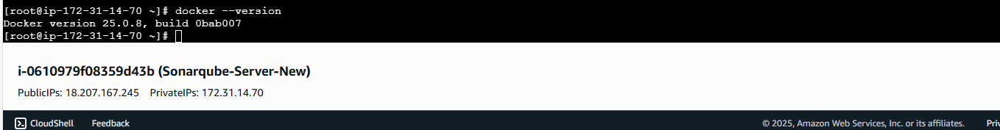 [root@ip-172-31-14-70 ~]# docker --version
Docker version 25.0.8, build 0bab007
[root@ip-172-31-14-70 ~]#
i-0610979f08359d43b (Sonarqube-Server-New)
PublicIPs: 18.207.167.245 PrivateIPs: 172.31.14.70
CloudShell Feedback © 2025, Amazon Web Services, Inc. or its affiliates. Priv